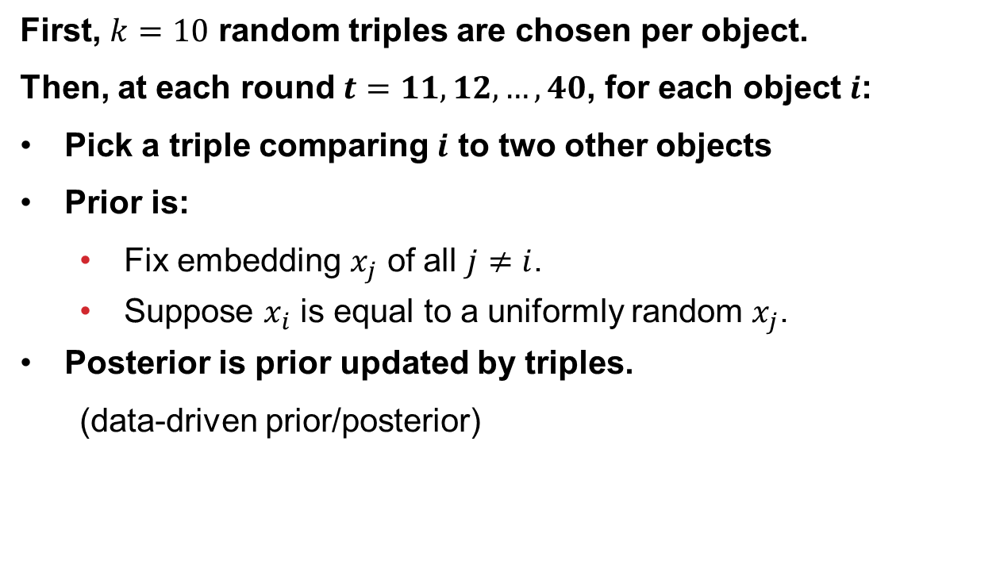 First, k = 10 random triples are chosen per object.
Then, at each round t = 11, 12, … , 40, for each object i:
• Pick a triple comparing i to two other objects
• Prior is:
• Fix embedding x_j of all j ≠ i.
• Suppose x_i is equal to a uniformly random x_j.
• Posterior is prior updated by triples.
(data-driven prior/posterior)